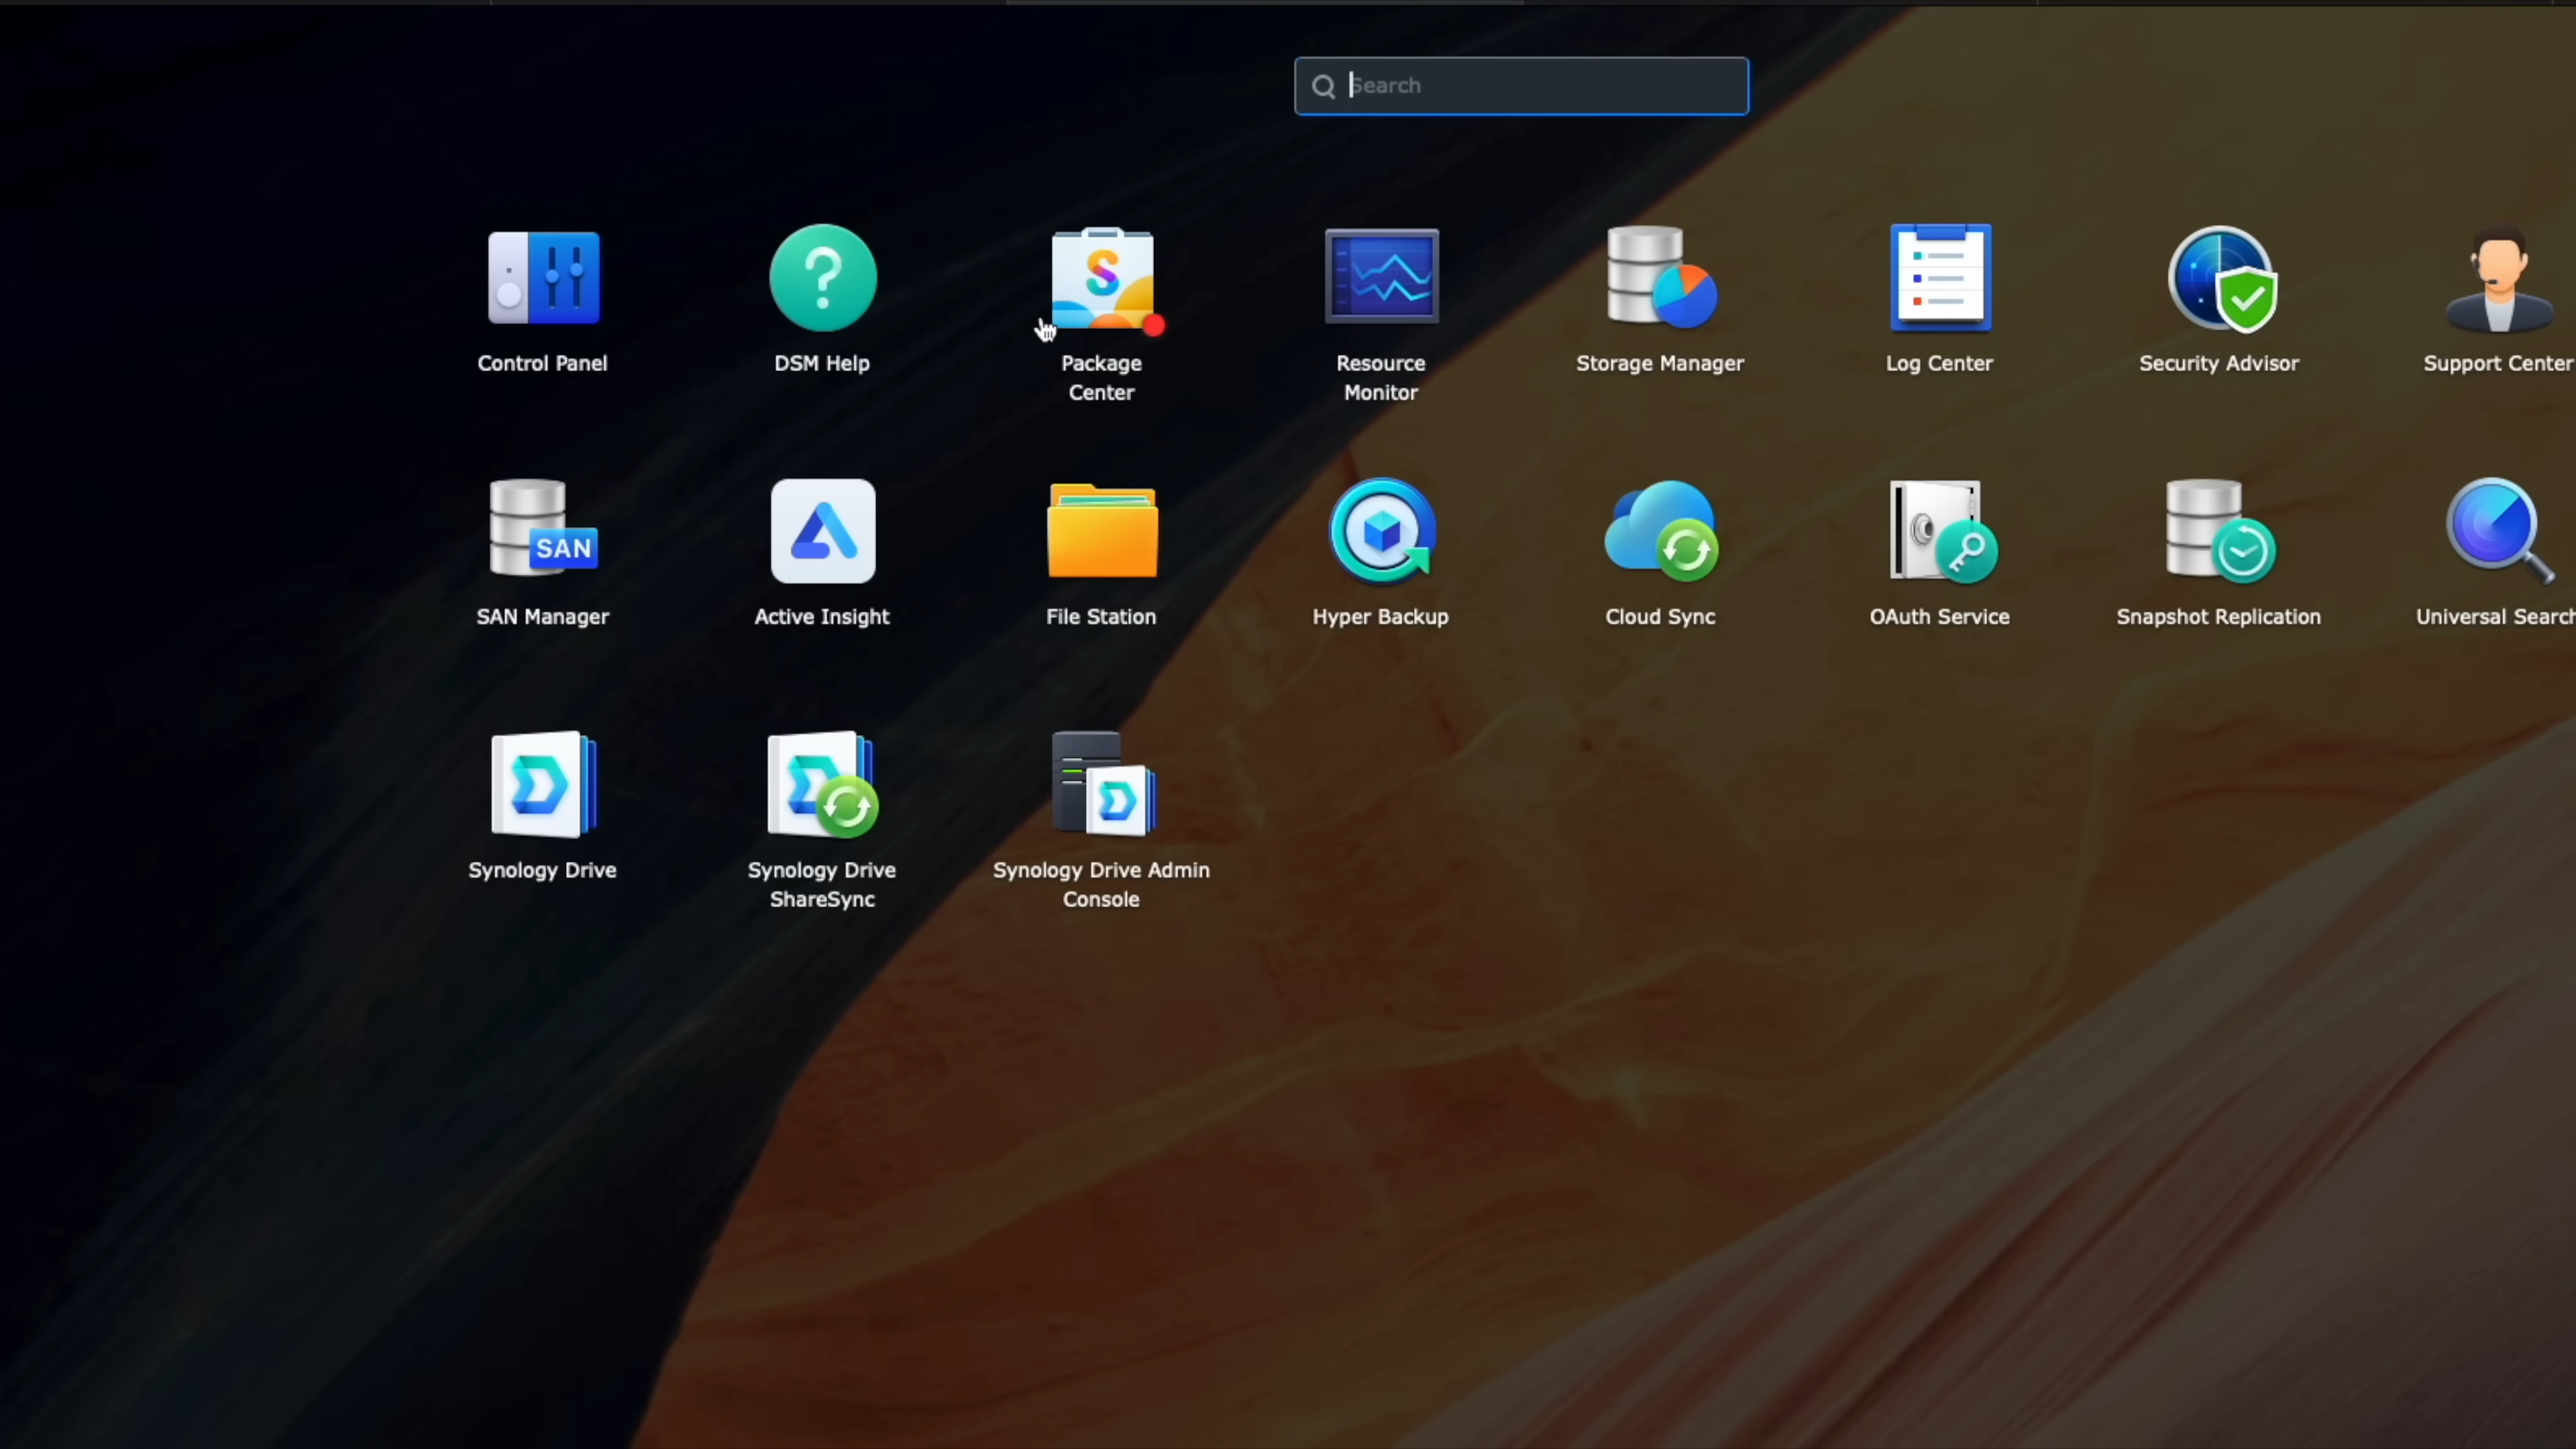 Search
Control Panel
DSM Help
Package
Center
Resource
Monitor
Storage Manager
Log Center
Security Advisor
Support Center
SAN
SAN Manager
Active Insight
File Station
Hyper Backup
Cloud Sync
OAuth Service
Snapshot Replication
Universal Search
Synology Drive
Synology Drive
ShareSync
Synology Drive Admin
Console